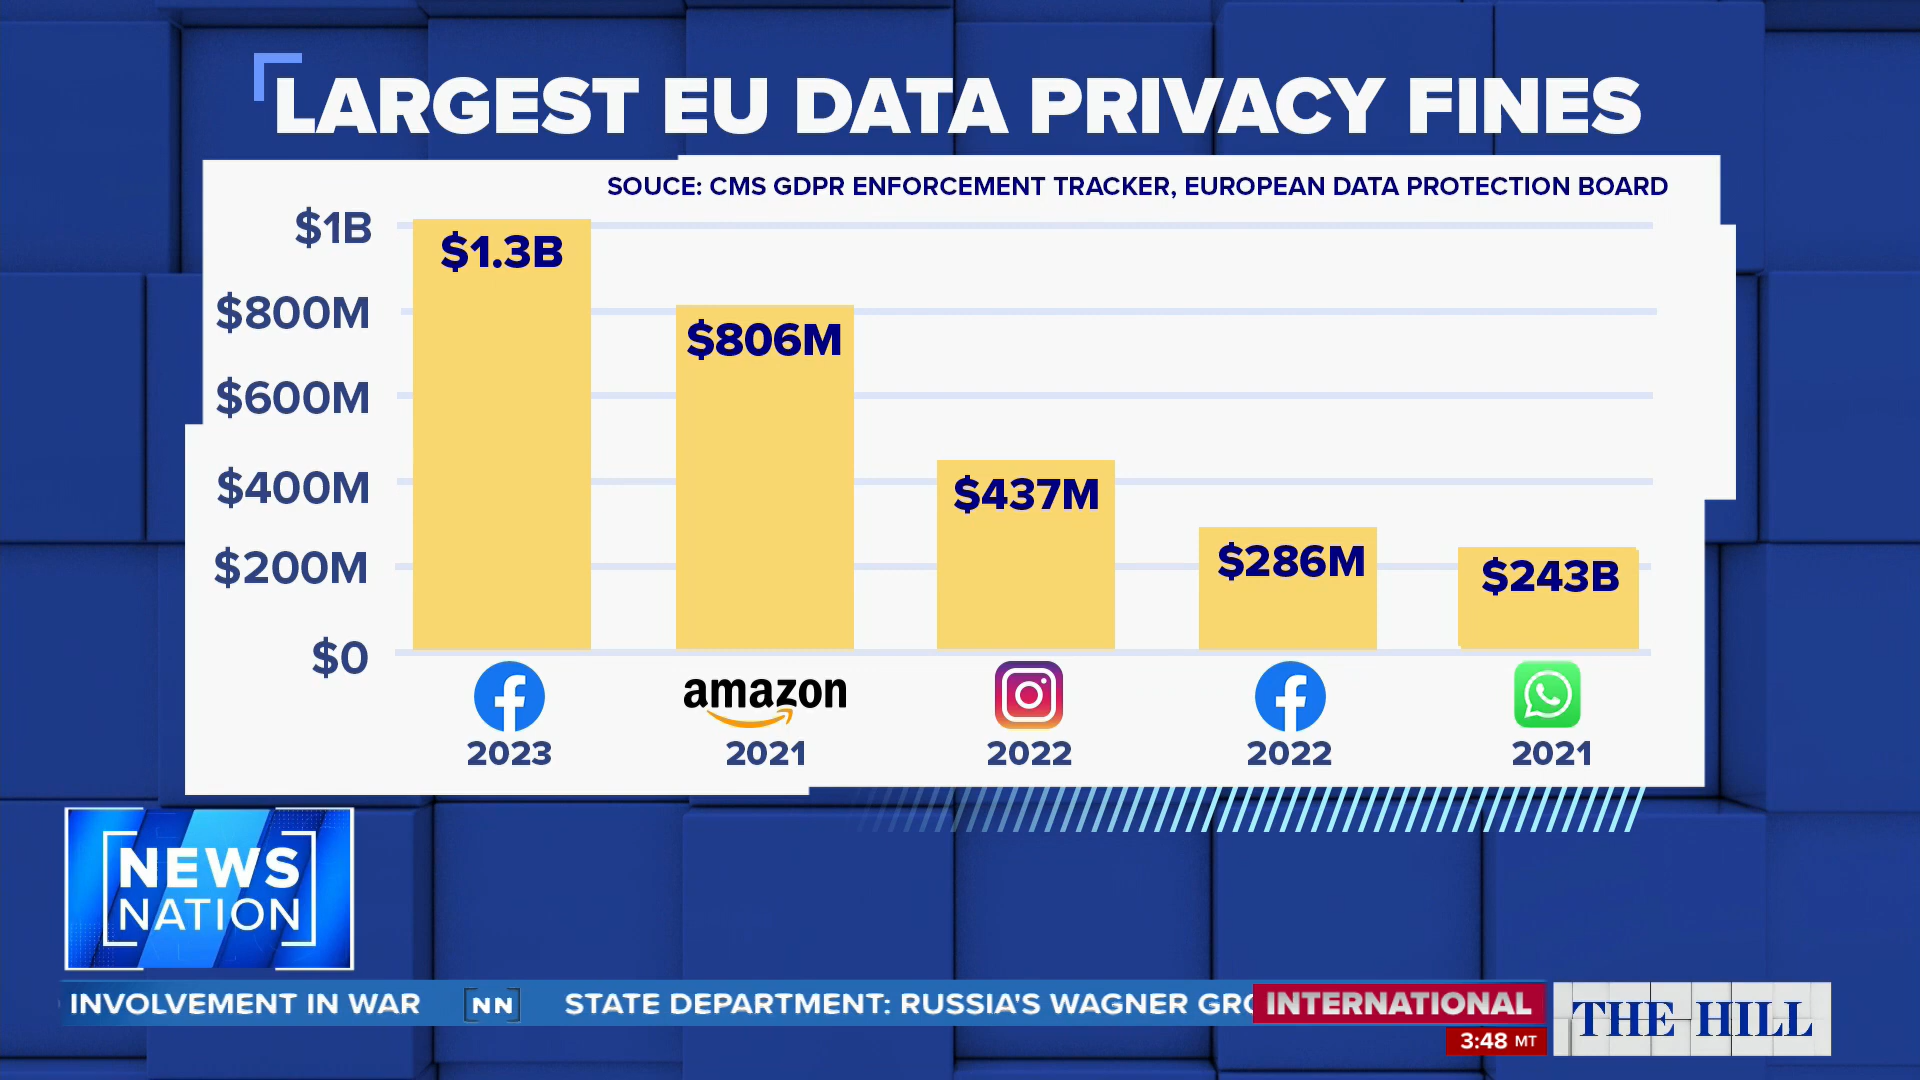 LARGEST EU DATA PRIVACY FINES
SOUCE: CMS GDPR ENFORCEMENT TRACKER, EUROPEAN DATA PROTECTION BOARD
$1B
$800M
$600M
$400M
$200M
$0
$1.3B
$806M
$437M
$286M
$243B
amazon
2023
2021
2022
2022
2021
NEWS
NATION
INVOLVEMENT IN WAR
NN
STATE DEPARTMENT: RUSSIA'S WAGNER GRO
INTERNATIONAL
3:48 MT
THE HILL